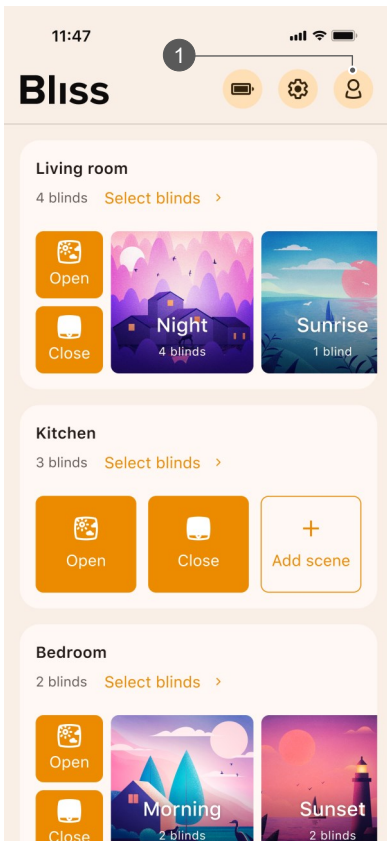 11:47
1
Bliss
Living room
4 blinds Select blinds >
Open
Close
Night
4 blinds
Sunrise
1 blind
Kitchen
3 blinds Select blinds >
Open
Close
+
Add scene
Bedroom
2 blinds Select blinds >
Open
Close
Morning
2 blinds
Sunset
2 blinds